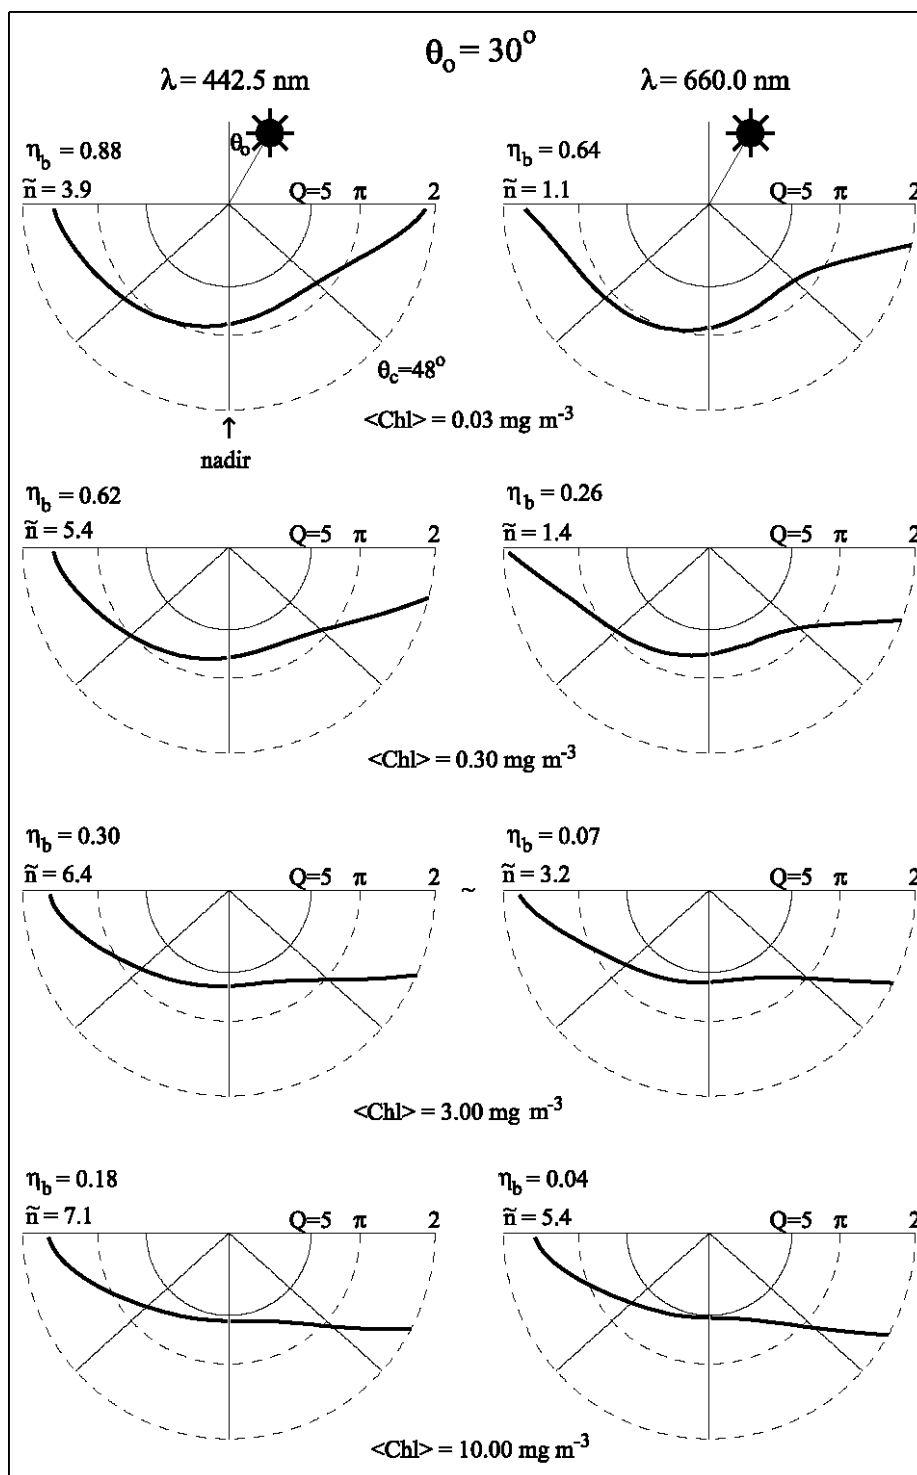 θo = 30°
λ = 442.5 nm λ = 660.0 nm
θo
ηb = 0.88 ηb = 0.64
ñ = 3.9 Q=5 π 2 ñ = 1.1 Q=5 π 2
θc=48°
<Chl> = 0.03 mg m-3
↑
nadir
ηb = 0.62 ηb = 0.26
ñ = 5.4 Q=5 π 2 ñ = 1.4 Q=5 π 2
<Chl> = 0.30 mg m-3
ηb = 0.30 ηb = 0.07
ñ = 6.4 Q=5 π 2 ~ ñ = 3.2 Q=5 π 2
<Chl> = 3.00 mg m-3
ηb = 0.18 ηb = 0.04
ñ = 7.1 Q=5 π 2 ñ = 5.4 Q=5 π 2
<Chl> = 10.00 mg m-3